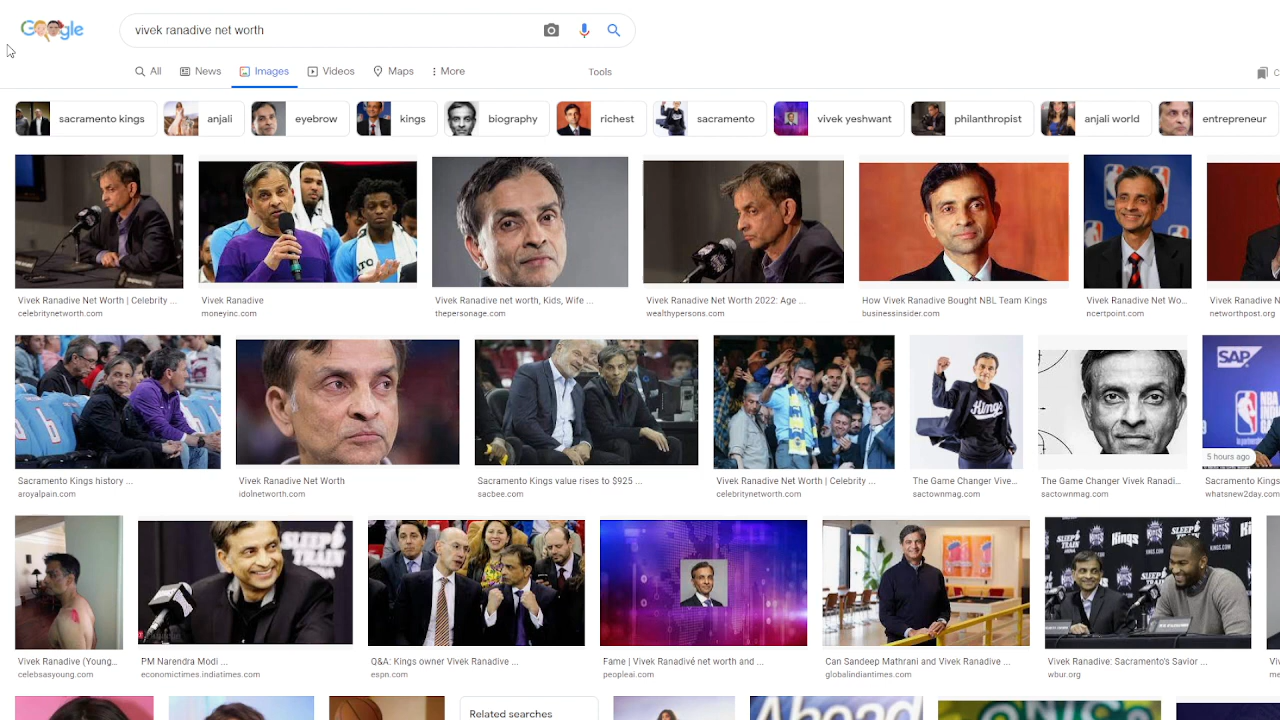 Google
vivek ranadive net worth
All
News
Images
Videos
Maps
More
Tools
sacramento kings
anjali
eyebrow
kings
biography
richest
sacramento
vivek yeshwant
philanthropist
anjali world
entrepreneur
Vivek Ranadive Net Worth | Celebrity ...
celebritynetworth.com
Vivek Ranadive
moneyinc.com
Vivek Ranadive net worth, Kids, Wife ...
thepersonage.com
Vivek Ranadive Net Worth 2022: Age ...
wealthypersons.com
How Vivek Ranadive Bought NBL Team Kings
businessinsider.com
Vivek Ranadive Net Wo...
ncertpoint.com
Vivek Ranadive N
networthpost.org
Kings
SAP
5 hours ago
Sacramento Kings history ...
aroyalpain.com
Vivek Ranadive Net Worth
idolnetworth.com
Sacramento Kings value rises to $925 ...
sacbee.com
Vivek Ranadive Net Worth | Celebrity ...
celebritynetworth.com
The Game Changer Vive...
sactownmag.com
The Game Changer Vivek Ranadi...
sactownmag.com
Sacramento Kings
whatsnew2day.com
SLEEP
TRAIN
Kings
SLEEP
TRAIN
Vivek Ranadive (Young...
celebsasyoung.com
PM Narendra Modi ...
economictimes.indiatimes.com
Q&A: Kings owner Vivek Ranadive ...
espn.com
Fame | Vivek Ranadivé net worth and ...
peopleai.com
Can Sandeep Mathrani and Vivek Ranadive ...
globalindiantimes.com
Vivek Ranadive: Sacramento's Savior ...
wbur.org
Related searches